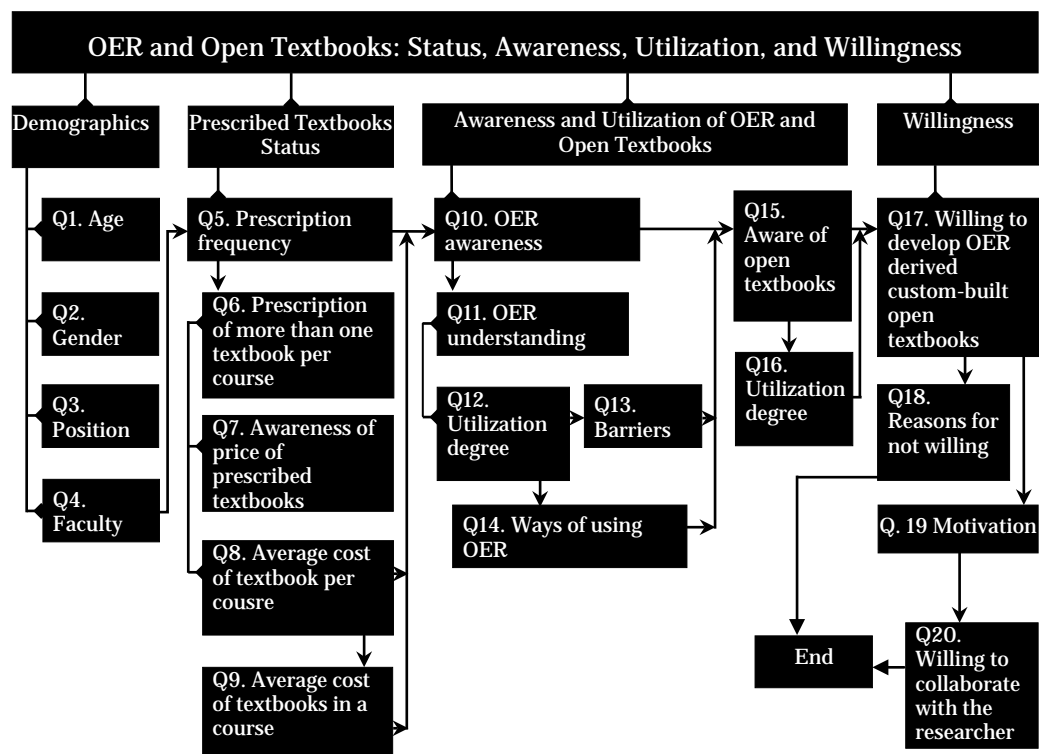 OER and Open Textbooks: Status, Awareness, Utilization, and Willingness
Demographics
Prescribed Textbooks
Status
Awareness and Utilization of OER and
Open Textbooks
Willingness
Q1. Age
Q2.
Gender
Q3.
Position
Q4.
Faculty
Q5. Prescription
frequency
Q6. Prescription
of more than one
textbook per
course
Q7. Awareness of
price of
prescribed
textbooks
Q8. Average cost
of textbook per
cousre
Q9. Average cost
of textbooks in a
course
Q10. OER
awareness
Q11. OER
understanding
Q12.
Utilization
degree
Q13.
Barriers
Q14. Ways of using
OER
Q15.
Aware of
open
textbooks
Q16.
Utilization
degree
Q17. Willing to
develop OER
derived
custom-built
open
textbooks
Q18.
Reasons for
not willing
Q. 19 Motivation
Q20.
Willing to
collaborate
with the
researcher
End